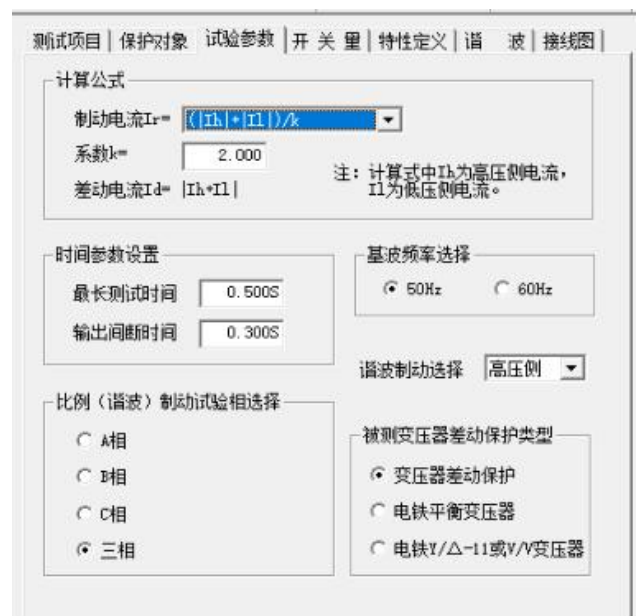 测试项目 保护对象 试验参数 开 关 量 特性定义 谐 波 接线图
计算公式
制动电流Ir= (|Ih|+|Il|)/k
系数k= 2.000
差动电流Id= |Ih+Il|
注: 计算式中Ih为高压侧电流,
Il为低压侧电流。
时间参数设置
最长测试时间 0.500S
输出间断时间 0.300S
基波频率选择
50Hz 60Hz
谐波制动选择 高压侧
比例(谐波)制动试验相选择
A相
B相
C相
三相
被测变压器差动保护类型
变压器差动保护
电铁平衡变压器
电铁Y/△-11或V/V变压器